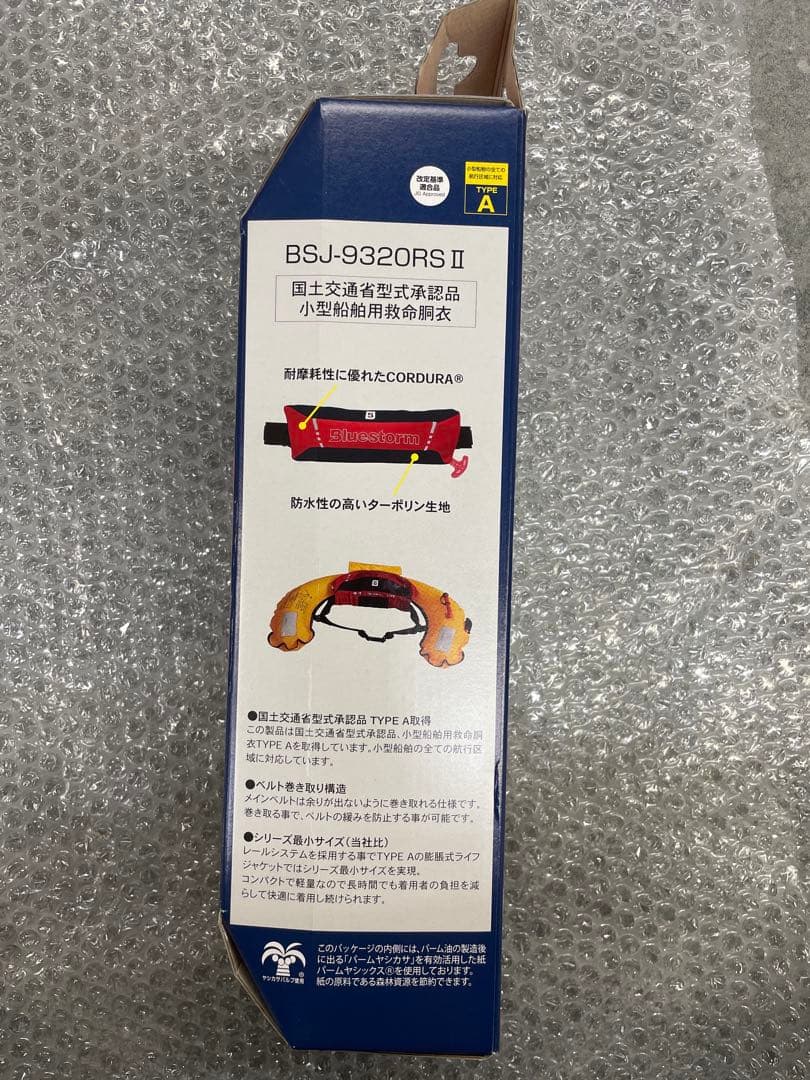 改定基準
適合品
JG Approved
小型船舶の全ての
航行区域に対応
TYPE
A
BSJ-9320RSⅡ
国土交通省型式承認品
小型船舶用救命胴衣
耐摩耗性に優れたCORDURA®
S
Bluestorm
防水性の高いターポリン生地
S
●国土交通省型式承認品 TYPE A取得
この製品は国土交通省型式承認品、小型船舶用救命胴
衣TYPE Aを取得しています。小型船舶の全ての航行区
域に対応しています。
●ベルト巻き取り構造
メインベルトは余りが出ないように巻き取れる仕様です。
巻き取る事で、ベルトの緩みを防止する事が可能です。
●シリーズ最小サイズ(当社比)
レールシステムを採用する事でTYPE Aの膨脹式ライフ
ジャケットではシリーズ最小サイズを実現。
コンパクトで軽量なので長時間でも着用者の負担を減
らして快適に着用し続けられます。
ヤシカサパルプ使用
®
このパッケージの内側には、パーム油の製造後
に出る「パームヤシカサ」を有効活用した紙
パームヤシックス®を使用しております。
紙の原料である森林資源を節約できます。